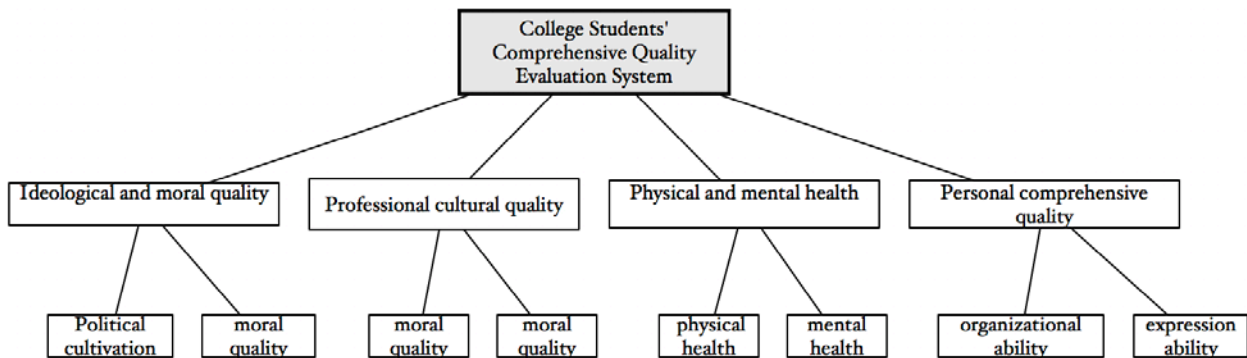 College Students'
Comprehensive Quality
Evaluation System
Ideological and moral quality
Professional cultural quality
Physical and mental health
Personal comprehensive
quality
Political
cultivation
moral
quality
moral
quality
moral
quality
physical
health
mental
health
organizational
ability
expression
ability